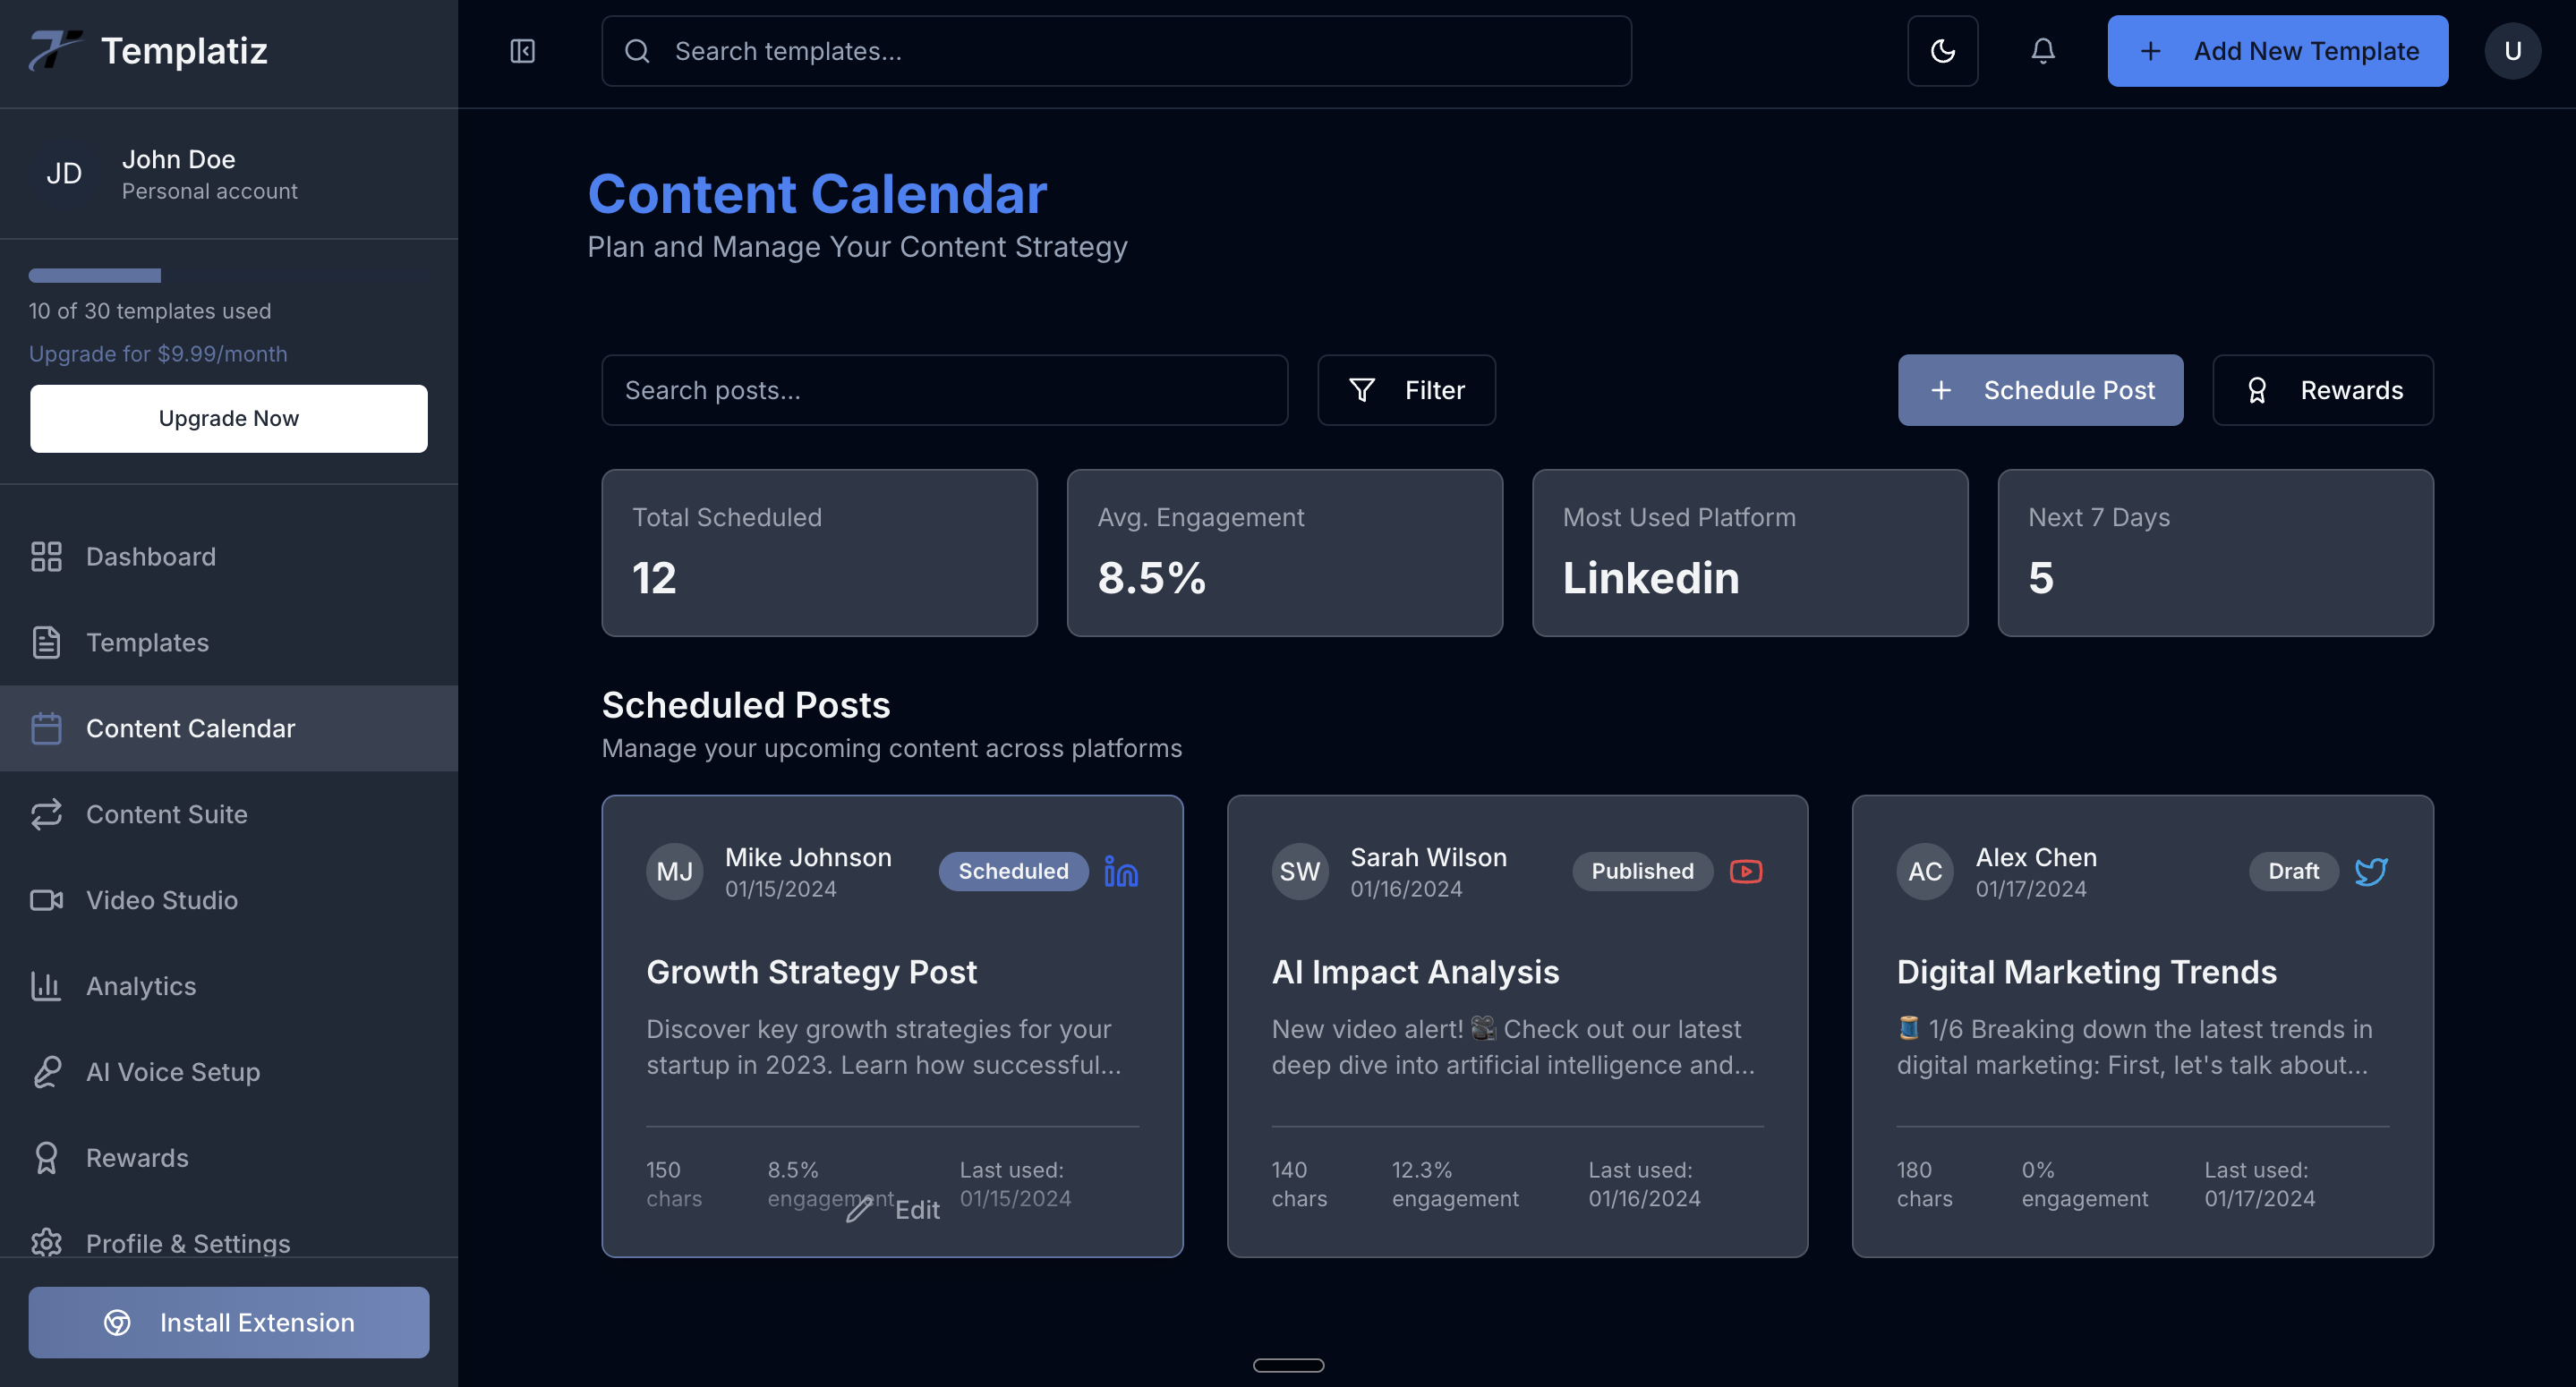 Templatiz
Search templates...
Add New Template
U
JD
John Doe
Personal account
10 of 30 templates used
Upgrade for $9.99/month
Upgrade Now
Dashboard
Templates
Content Calendar
Content Suite
Video Studio
Analytics
AI Voice Setup
Rewards
Profile & Settings
Install Extension
Content Calendar
Plan and Manage Your Content Strategy
Search posts...
Filter
Schedule Post
Rewards
Total Scheduled
12
Avg. Engagement
8.5%
Most Used Platform
Linkedin
Next 7 Days
5
Scheduled Posts
Manage your upcoming content across platforms
MJ
Mike Johnson
01/15/2024
Scheduled
Growth Strategy Post
Discover key growth strategies for your
startup in 2023. Learn how successful...
150
chars
8.5%
engagement
Last used:
01/15/2024
Edit
SW
Sarah Wilson
01/16/2024
Published
AI Impact Analysis
New video alert! 🎥 Check out our latest
deep dive into artificial intelligence and...
140
chars
12.3%
engagement
Last used:
01/16/2024
AC
Alex Chen
01/17/2024
Draft
Digital Marketing Trends
🧵 1/6 Breaking down the latest trends in
digital marketing: First, let's talk about...
180
chars
0%
engagement
Last used:
01/17/2024